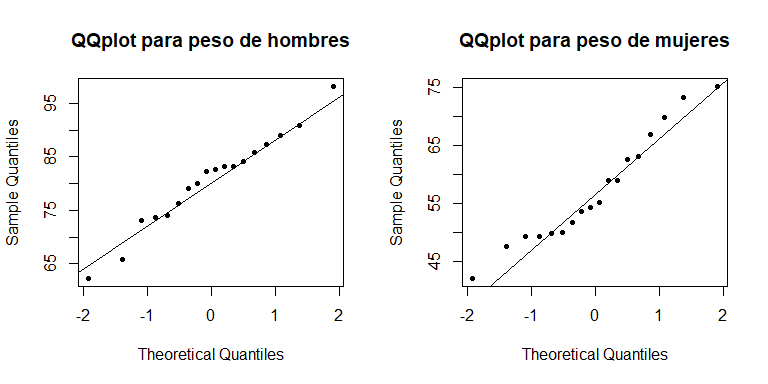 QQplot para peso de hombres
Sample Quantiles
95
85
75
65
-2 -1 0 1 2
Theoretical Quantiles
QQplot para peso de mujeres
Sample Quantiles
75
65
55
45
-2 -1 0 1 2
Theoretical Quantiles